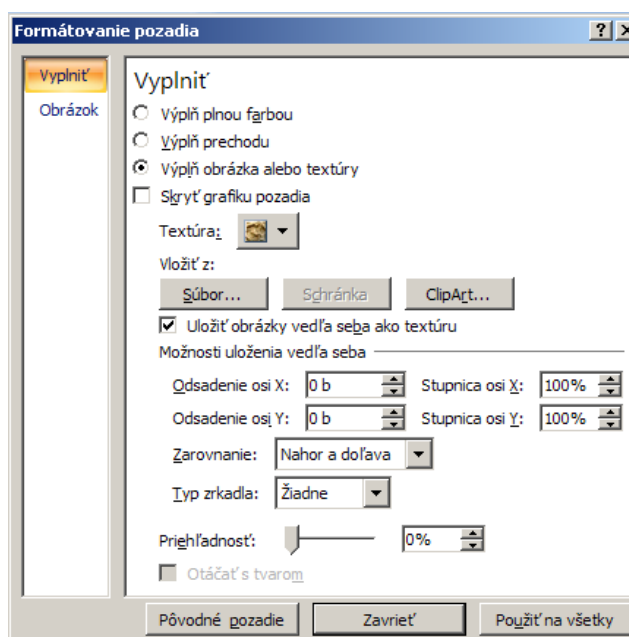 Formátovanie pozadia
Vyplniť
Obrázok
Vyplniť
Výplň plnou farbou
Výplň prechodu
Výplň obrázka alebo textúry
Skryť grafiku pozadia
Textúra:
Vložiť z:
Súbor... Schránka ClipArt...
Uložiť obrázky vedľa seba ako textúru
Možnosti uloženia vedľa seba
Odsadenie osi X: 0 b Stupnica osi X: 100%
Odsadenie osi Y: 0 b Stupnica osi Y: 100%
Zarovnanie: Nahor a doľava
Typ zrkadla: Žiadne
Priehľadnosť: 0%
Otáčať s tvarom
Pôvodné pozadie Zavrieť Použiť na všetky